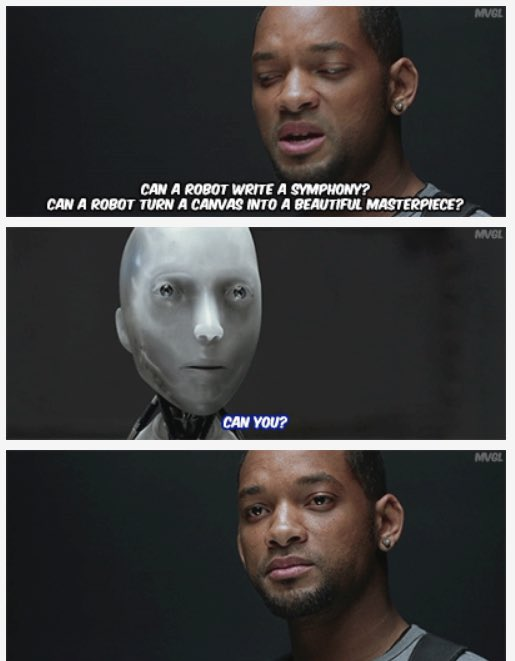 MVGL
CAN A ROBOT WRITE A SYMPHONY?
CAN A ROBOT TURN A CANVAS INTO A BEAUTIFUL MASTERPIECE?
MVGL
CAN YOU?
MVGL